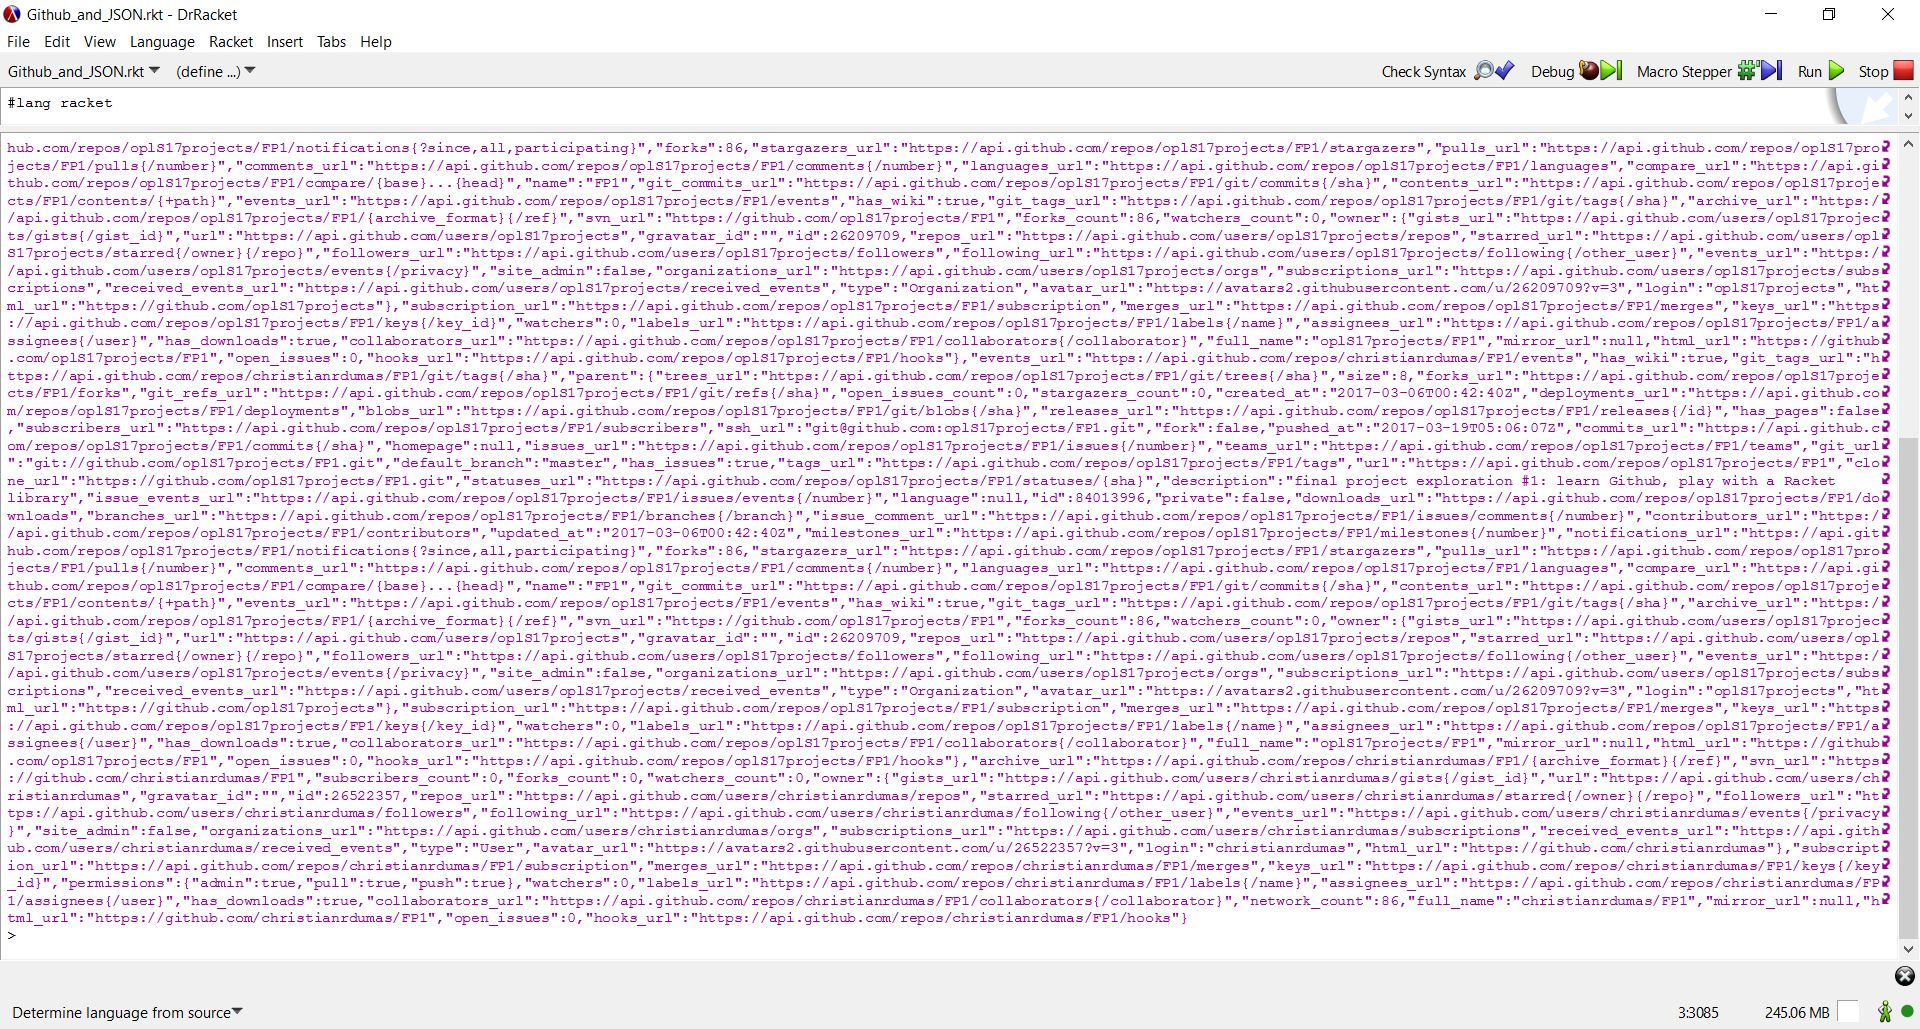 Github_and_JSON.rkt - DrRacket
File Edit View Language Racket Insert Tabs Help
Github_and_JSON.rkt (define ...) Check Syntax Debug Macro Stepper Run Stop
#lang racket
hub.com/repos/oplS17projects/FP1/notifications{?since,all,participating}","forks":86,"stargazers_url":"https://api.github.com/repos/oplS17projects/FP1/stargazers","pulls_url":"https://api.github.com/repos/oplS17pro
jects/FP1/pulls{/number}","comments_url":"https://api.github.com/repos/oplS17projects/FP1/comments{/number}","languages_url":"https://api.github.com/repos/oplS17projects/FP1/languages","compare_url":"https://api.gi
thub.com/repos/oplS17projects/FP1/compare/{base}...{head}","name":"FP1","git_commits_url":"https://api.github.com/repos/oplS17projects/FP1/git/commits{/sha}","contents_url":"https://api.github.com/repos/oplS17proje
cts/FP1/contents/{+path}","events_url":"https://api.github.com/repos/oplS17projects/FP1/events","has_wiki":true,"git_tags_url":"https://api.github.com/repos/oplS17projects/FP1/git/tags{/sha}","archive_url":"https:/
/api.github.com/repos/oplS17projects/FP1/{archive_format}{/ref}","svn_url":"https://github.com/oplS17projects/FP1","forks_count":86,"watchers_count":0,"owner":{"gists_url":"https://api.github.com/users/oplS17projec
ts/gists{/gist_id}","url":"https://api.github.com/users/oplS17projects","gravatar_id":"","id":26209709,"repos_url":"https://api.github.com/users/oplS17projects/repos","starred_url":"https://api.github.com/users/opl
S17projects/starred{/owner}{/repo}","followers_url":"https://api.github.com/users/oplS17projects/followers","following_url":"https://api.github.com/users/oplS17projects/following{/other_user}","events_url":"https:/
/api.github.com/users/oplS17projects/events{/privacy}","site_admin":false,"organizations_url":"https://api.github.com/users/oplS17projects/orgs","subscriptions_url":"https://api.github.com/users/oplS17projects/subs
criptions","received_events_url":"https://api.github.com/users/oplS17projects/received_events","type":"Organization","avatar_url":"https://avatars2.githubusercontent.com/u/26209709?v=3","login":"oplS17projects","ht
ml_url":"https://github.com/oplS17projects"},"subscription_url":"https://api.github.com/repos/oplS17projects/FP1/subscription","merges_url":"https://api.github.com/repos/oplS17projects/FP1/merges","keys_url":"https
://api.github.com/repos/oplS17projects/FP1/keys{/key_id}","watchers":0,"labels_url":"https://api.github.com/repos/oplS17projects/FP1/labels{/name}","assignees_url":"https://api.github.com/repos/oplS17projects/FP1/a
ssignees{/user}","has_downloads":true,"collaborators_url":"https://api.github.com/repos/oplS17projects/FP1/collaborators{/collaborator}","full_name":"oplS17projects/FP1","mirror_url":null,"html_url":"https://github
.com/oplS17projects/FP1","open_issues":0,"hooks_url":"https://api.github.com/repos/oplS17projects/FP1/hooks"},"events_url":"https://api.github.com/repos/christianrdumas/FP1/events","has_wiki":true,"git_tags_url":"h
ttps://api.github.com/repos/christianrdumas/FP1/git/tags{/sha}","parent":{"trees_url":"https://api.github.com/repos/oplS17projects/FP1/git/trees{/sha}","size":8,"forks_url":"https://api.github.com/repos/oplS17proje
cts/FP1/forks","git_refs_url":"https://api.github.com/repos/oplS17projects/FP1/git/refs{/sha}","open_issues_count":0,"stargazers_count":0,"created_at":"2017-03-06T00:42:40Z","deployments_url":"https://api.github.co
m/repos/oplS17projects/FP1/deployments","blobs_url":"https://api.github.com/repos/oplS17projects/FP1/git/blobs{/sha}","releases_url":"https://api.github.com/repos/oplS17projects/FP1/releases{/id}","has_pages":false
,"subscribers_url":"https://api.github.com/repos/oplS17projects/FP1/subscribers","ssh_url":"git@github.com:oplS17projects/FP1.git","fork":false,"pushed_at":"2017-03-19T05:06:07Z","commits_url":"https://api.github.c
om/repos/oplS17projects/FP1/commits{/sha}","homepage":null,"issues_url":"https://api.github.com/repos/oplS17projects/FP1/issues{/number}","teams_url":"https://api.github.com/repos/oplS17projects/FP1/teams","git_url
":"git://github.com/oplS17projects/FP1.git","default_branch":"master","has_issues":true,"tags_url":"https://api.github.com/repos/oplS17projects/FP1/tags","url":"https://api.github.com/repos/oplS17projects/FP1","clo
ne_url":"https://github.com/oplS17projects/FP1.git","statuses_url":"https://api.github.com/repos/oplS17projects/FP1/statuses/{sha}","description":"final project exploration #1: learn Github, play with a Racket
library","issue_events_url":"https://api.github.com/repos/oplS17projects/FP1/issues/events{/number}","language":null,"id":84013996,"private":false,"downloads_url":"https://api.github.com/repos/oplS17projects/FP1/do
wnloads","branches_url":"https://api.github.com/repos/oplS17projects/FP1/branches{/branch}","issue_comment_url":"https://api.github.com/repos/oplS17projects/FP1/issues/comments{/number}","contributors_url":"https:/
/api.github.com/repos/oplS17projects/FP1/contributors","updated_at":"2017-03-06T00:42:40Z","milestones_url":"https://api.github.com/repos/oplS17projects/FP1/milestones{/number}","notifications_url":"https://api.git
hub.com/repos/oplS17projects/FP1/notifications{?since,all,participating}","forks":86,"stargazers_url":"https://api.github.com/repos/oplS17projects/FP1/stargazers","pulls_url":"https://api.github.com/repos/oplS17pro
jects/FP1/pulls{/number}","comments_url":"https://api.github.com/repos/oplS17projects/FP1/comments{/number}","languages_url":"https://api.github.com/repos/oplS17projects/FP1/languages","compare_url":"https://api.gi
thub.com/repos/oplS17projects/FP1/compare/{base}...{head}","name":"FP1","git_commits_url":"https://api.github.com/repos/oplS17projects/FP1/git/commits{/sha}","contents_url":"https://api.github.com/repos/oplS17proje
cts/FP1/contents/{+path}","events_url":"https://api.github.com/repos/oplS17projects/FP1/events","has_wiki":true,"git_tags_url":"https://api.github.com/repos/oplS17projects/FP1/git/tags{/sha}","archive_url":"https:/
/api.github.com/repos/oplS17projects/FP1/{archive_format}{/ref}","svn_url":"https://github.com/oplS17projects/FP1","forks_count":86,"watchers_count":0,"owner":{"gists_url":"https://api.github.com/users/oplS17projec
ts/gists{/gist_id}","url":"https://api.github.com/users/oplS17projects","gravatar_id":"","id":26209709,"repos_url":"https://api.github.com/users/oplS17projects/repos","starred_url":"https://api.github.com/users/opl
S17projects/starred{/owner}{/repo}","followers_url":"https://api.github.com/users/oplS17projects/followers","following_url":"https://api.github.com/users/oplS17projects/following{/other_user}","events_url":"https:/
/api.github.com/users/oplS17projects/events{/privacy}","site_admin":false,"organizations_url":"https://api.github.com/users/oplS17projects/orgs","subscriptions_url":"https://api.github.com/users/oplS17projects/subs
criptions","received_events_url":"https://api.github.com/users/oplS17projects/received_events","type":"Organization","avatar_url":"https://avatars2.githubusercontent.com/u/26209709?v=3","login":"oplS17projects","ht
ml_url":"https://github.com/oplS17projects"},"subscription_url":"https://api.github.com/repos/oplS17projects/FP1/subscription","merges_url":"https://api.github.com/repos/oplS17projects/FP1/merges","keys_url":"https
://api.github.com/repos/oplS17projects/FP1/keys{/key_id}","watchers":0,"labels_url":"https://api.github.com/repos/oplS17projects/FP1/labels{/name}","assignees_url":"https://api.github.com/repos/oplS17projects/FP1/a
ssignees{/user}","has_downloads":true,"collaborators_url":"https://api.github.com/repos/oplS17projects/FP1/collaborators{/collaborator}","full_name":"oplS17projects/FP1","mirror_url":null,"html_url":"https://github
.com/oplS17projects/FP1","open_issues":0,"hooks_url":"https://api.github.com/repos/oplS17projects/FP1/hooks"},"archive_url":"https://api.github.com/repos/christianrdumas/FP1/{archive_format}{/ref}","svn_url":"https
://github.com/christianrdumas/FP1","subscribers_count":0,"forks_count":0,"watchers_count":0,"owner":{"gists_url":"https://api.github.com/users/christianrdumas/gists{/gist_id}","url":"https://api.github.com/users/ch
ristianrdumas","gravatar_id":"","id":26522357,"repos_url":"https://api.github.com/users/christianrdumas/repos","starred_url":"https://api.github.com/users/christianrdumas/starred{/owner}{/repo}","followers_url":"ht
tps://api.github.com/users/christianrdumas/followers","following_url":"https://api.github.com/users/christianrdumas/following{/other_user}","events_url":"https://api.github.com/users/christianrdumas/events{/privacy
}","site_admin":false,"organizations_url":"https://api.github.com/users/christianrdumas/orgs","subscriptions_url":"https://api.github.com/users/christianrdumas/subscriptions","received_events_url":"https://api.gith
ub.com/users/christianrdumas/received_events","type":"User","avatar_url":"https://avatars2.githubusercontent.com/u/26522357?v=3","login":"christianrdumas","html_url":"https://github.com/christianrdumas"},"subscript
ion_url":"https://api.github.com/repos/christianrdumas/FP1/subscription","merges_url":"https://api.github.com/repos/christianrdumas/FP1/merges","keys_url":"https://api.github.com/repos/christianrdumas/FP1/keys{/key
_id}","permissions":{"admin":true,"pull":true,"push":true},"watchers":0,"labels_url":"https://api.github.com/repos/christianrdumas/FP1/labels{/name}","assignees_url":"https://api.github.com/repos/christianrdumas/FP
1/assignees{/user}","has_downloads":true,"collaborators_url":"https://api.github.com/repos/christianrdumas/FP1/collaborators{/collaborator}","network_count":86,"full_name":"christianrdumas/FP1","mirror_url":null,"h
tml_url":"https://github.com/christianrdumas/FP1","open_issues":0,"hooks_url":"https://api.github.com/repos/christianrdumas/FP1/hooks"}
>
Determine language from source 3:3085 245.06 MB